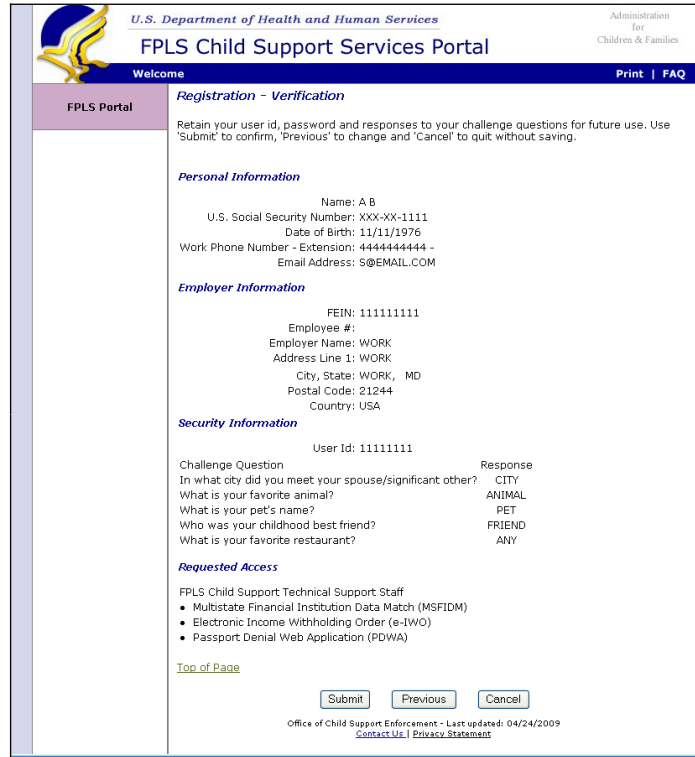 U.S. Department of Health and Human Services
Administration
for
Children & Families
FPLS Child Support Services Portal
Welcome
Print | FAQ
FPLS Portal
Registration - Verification
Retain your user id, password and responses to your challenge questions for future use. Use
'Submit' to confirm, 'Previous' to change and 'Cancel' to quit without saving.
Personal Information
Name: A B
U.S. Social Security Number: XXX-XX-1111
Date of Birth: 11/11/1976
Work Phone Number - Extension: 4444444444 -
Email Address: S@EMAIL.COM
Employer Information
FEIN: 111111111
Employee #:
Employer Name: WORK
Address Line 1: WORK
City, State: WORK, MD
Postal Code: 21244
Country: USA
Security Information
User Id: 11111111
Challenge Question Response
In what city did you meet your spouse/significant other? CITY
What is your favorite animal? ANIMAL
What is your pet's name? PET
Who was your childhood best friend? FRIEND
What is your favorite restaurant? ANY
Requested Access
FPLS Child Support Technical Support Staff
• Multistate Financial Institution Data Match (MSFIDM)
• Electronic Income Withholding Order (e-IWO)
• Passport Denial Web Application (PDWA)
Top of Page
Submit Previous Cancel
Office of Child Support Enforcement - Last updated: 04/24/2009
Contact Us | Privacy Statement